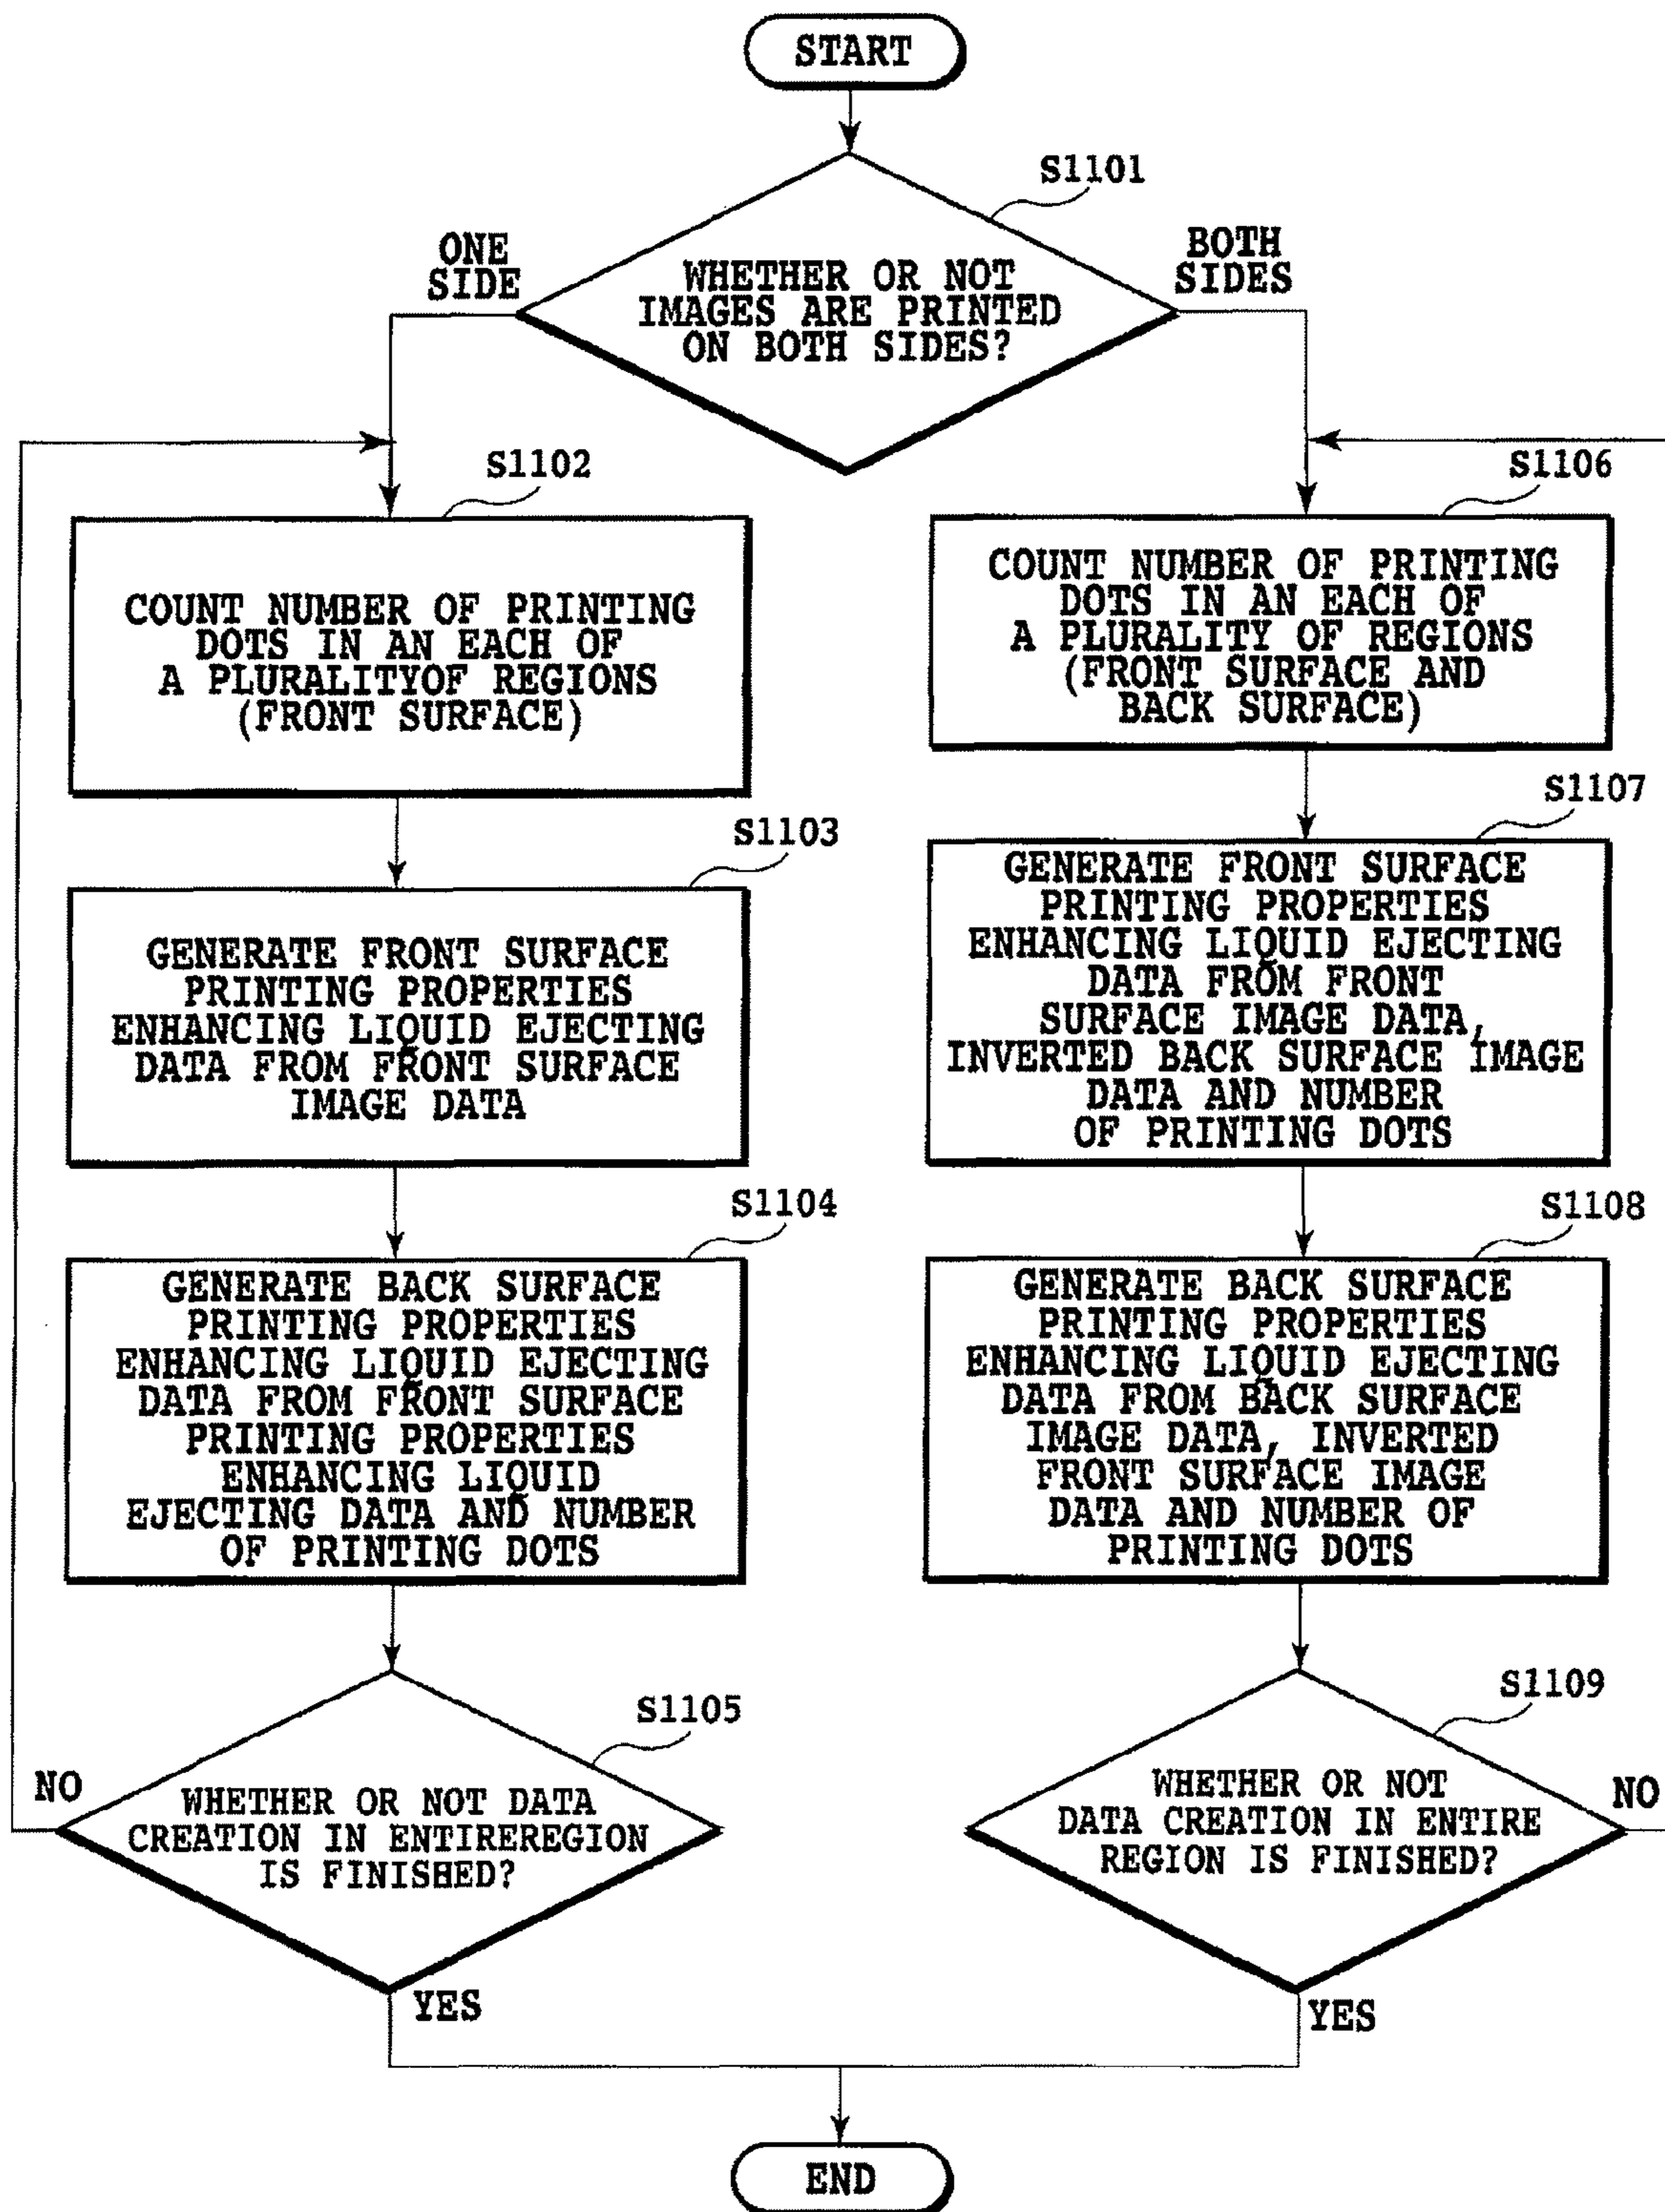 START
S1101
ONE
SIDE
BOTH
SIDES
WHETHER OR NOT
IMAGES ARE PRINTED
ON BOTH SIDES?
S1102
COUNT NUMBER OF PRINTING
DOTS IN AN EACH OF
A PLURALITYOF REGIONS
(FRONT SURFACE)
S1103
GENERATE FRONT SURFACE
PRINTING PROPERTIES
ENHANCING LIQUID EJECTING
DATA FROM FRONT SURFACE
IMAGE DATA
S1104
GENERATE BACK SURFACE
PRINTING PROPERTIES
ENHANCING LIQUID EJECTING
DATA FROM FRONT SURFACE
PRINTING PROPERTIES
ENHANCING LIQUID
EJECTING DATA AND NUMBER
OF PRINTING DOTS
S1105
NO
WHETHER OR NOT DATA
CREATION IN ENTIREREGION
IS FINISHED?
YES
S1106
COUNT NUMBER OF PRINTING
DOTS IN AN EACH OF
A PLURALITY OF REGIONS
(FRONT SURFACE AND
BACK SURFACE)
S1107
GENERATE FRONT SURFACE
PRINTING PROPERTIES
ENHANCING LIQUID EJECTING
DATA FROM FRONT
SURFACE IMAGE DATA,
INVERTED BACK SURFACE IMAGE
DATA AND NUMBER
OF PRINTING DOTS
S1108
GENERATE BACK SURFACE
PRINTING PROPERTIES
ENHANCING LIQUID EJECTING
DATA FROM BACK SURFACE
IMAGE DATA, INVERTED
FRONT SURFACE IMAGE
DATA AND NUMBER OF
PRINTING DOTS
S1109
WHETHER OR NOT
DATA CREATION IN ENTIRE
REGION IS FINISHED?
NO
YES
END